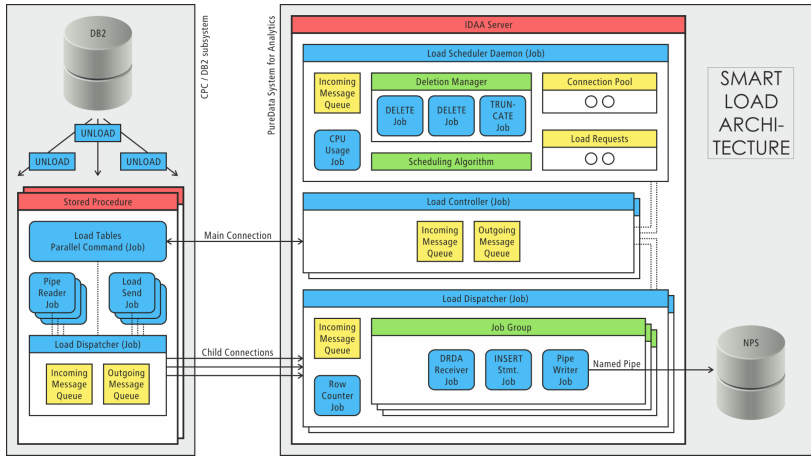 DB2
UNLOAD
UNLOAD
UNLOAD
CPC / DB2 subsystem
Stored Procedure
Load Tables
Parallel Command (Job)
Pipe
Reader
Job
Load
Send
Job
Load Dispatcher (Job)
Incoming
Message
Queue
Outgoing
Message
Queue
Main Connection
Child Connections
PureData System for Analytics
IDAA Server
Load Scheduler Daemon (Job)
Incoming
Message
Queue
CPU
Usage
Job
Deletion Manager
DELETE
Job
DELETE
Job
TRUN-
CATE
Job
Scheduling Algorithm
Connection Pool
Load Requests
Load Controller (Job)
Incoming
Message
Queue
Outgoing
Message
Queue
Load Dispatcher (Job)
Incoming
Message
Queue
Row
Counter
Job
Job Group
DRDA
Receiver
Job
INSERT
Stmt.
Job
Pipe
Writer
Job
Named Pipe
SMART
LOAD
ARCHI-
TECTURE
NPS